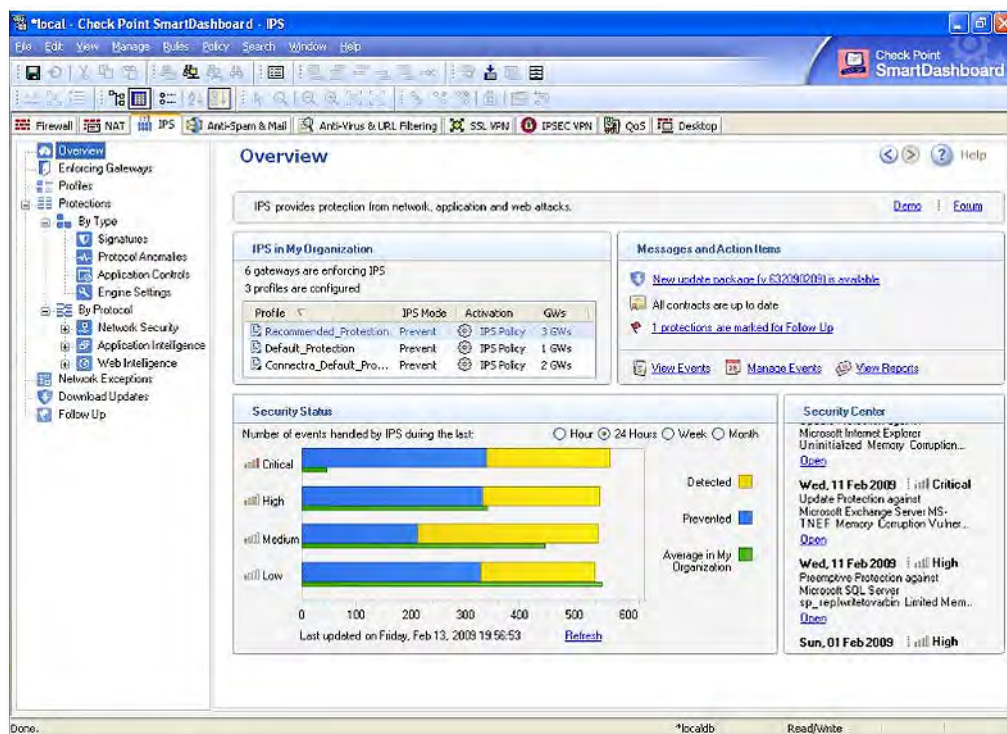 *local - Check Point SmartDashboard - IPS
File Edit View Manage Rules Policy Search Window Help
Check Point
SmartDashboard
Firewall NAT IPS Anti-Spam & Mail Anti-Virus & URL Filtering SSL VPN IPSEC VPN QoS Desktop
Overview
Enforcing Gateways
Profiles
Protections
By Type
Signatures
Protocol Anomalies
Application Controls
Engine Settings
By Protocol
Network Security
Application Intelligence
Web Intelligence
Network Exceptions
Download Updates
Follow Up
Overview
Help
IPS provides protection from network, application and web attacks.
Demo | Forum
IPS in My Organization
6 gateways are enforcing IPS
3 profiles are configured
Profile IPS Mode Activation GWs
Recommended_Protection Prevent IPS Policy 3 GWs
Default_Protection Prevent IPS Policy 1 GWs
Connectra_Default_Pro... Prevent IPS Policy 2 GWs
Messages and Action Items
New update package (v.632090209) is available
All contracts are up to date
1 protections are marked for Follow Up
View Events Manage Events View Reports
Security Status
Number of events handed by IPS during the last:
Hour 24 Hours Week Month
Critical
High
Medium
Low
0 100 200 300 400 500 600
Detected
Prevented
Average in My
Organization
Last updated on Friday, Feb 13, 2009 19:56:53
Refresh
Security Center
Microsoft Internet Explorer
Uninitialized Memory Corruption...
Open
Wed, 11 Feb 2009 Critical
Update Protection against
Microsoft Exchange Server MS-
TNEF Memory Corruption Vulner...
Open
Wed, 11 Feb 2009 High
Preemptive Protection against
Microsoft SQL Server
sp_replwritetovarbin Limited Mem...
Open
Sun, 01 Feb 2009 High
Done.
*localdb
Read/Write